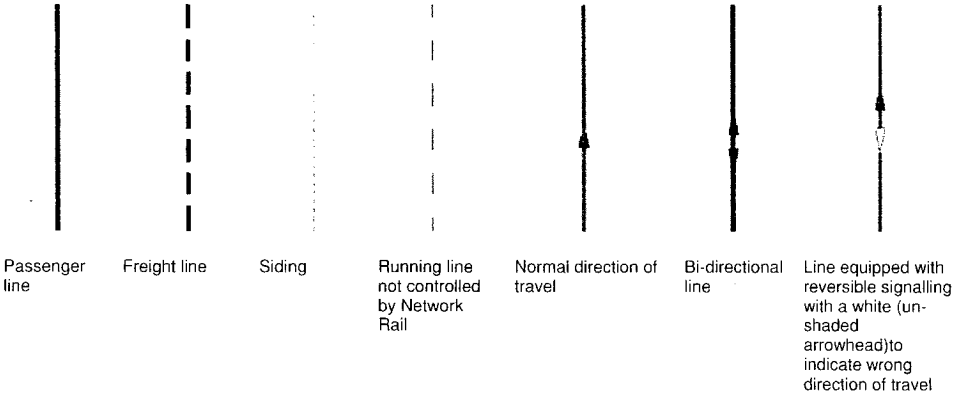 Passenger
line
Freight line
Siding
Running line
not controlled
by Network
Rail
Normal direction of
travel
Bi-directional
line
Line equipped with
reversible signalling
with a white (un-
shaded
arrowhead)to
indicate wrong
direction of travel